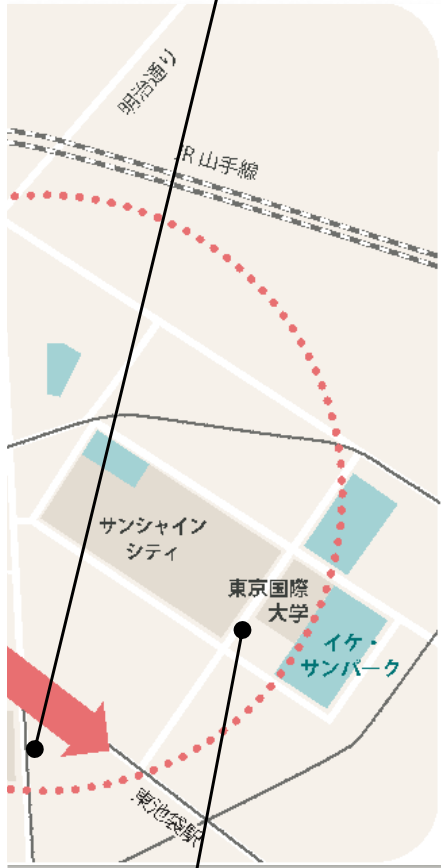 明治通り
JR 山手線
サンシャイン
シティ
東京国際
大学
イケ・
サンパーク
東池袋駅